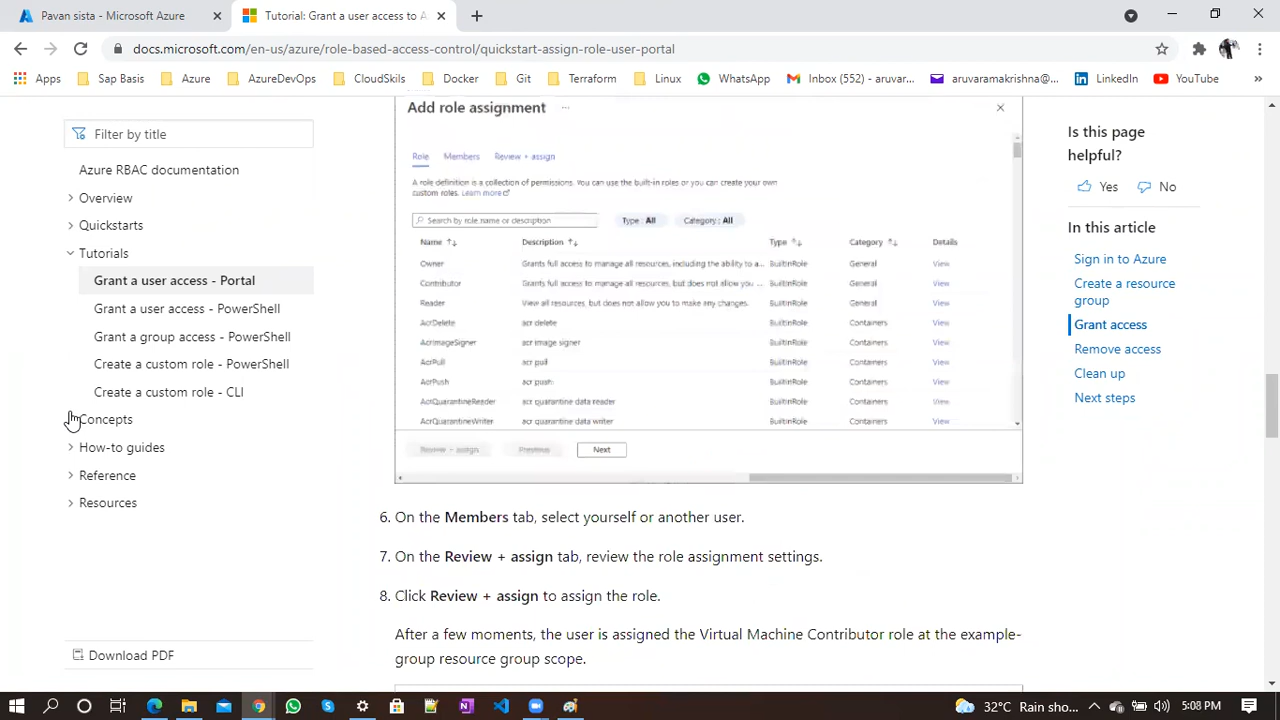 Pavan sista - Microsoft Azure
Tutorial: Grant a user access to A
docs.microsoft.com/en-us/azure/role-based-access-control/quickstart-assign-role-user-portal
Apps Sap Basis Azure AzureDevOps CloudSkils Docker Git Terraform Linux WhatsApp Inbox (552) - aruvar... aruvaramakrishna@... LinkedIn YouTube »
Filter by title
Azure RBAC documentation
Overview
Quickstarts
Tutorials
Grant a user access - Portal
Grant a user access - PowerShell
Grant a group access - PowerShell
Create a custom role - PowerShell
Create a custom role - CLI
Concepts
How-to guides
Reference
Resources
Download PDF
Add role assignment ...
Role Members Review + assign
A role definition is a collection of permissions. You can use the built-in roles or you can create your own
custom roles. Learn more
Search by role name or description Type : All Category : All
Name Description Type Category Details
Owner Grants full access to manage all resources, including the ability to a... BuiltInRole General View
Contributor Grants full access to manage all resources, but does not allow you ... BuiltInRole General View
Reader View all resources, but does not allow you to make any changes. BuiltInRole General View
AcrDelete acr delete BuiltInRole Containers View
AcrImageSigner acr image signer BuiltInRole Containers View
AcrPull acr pull BuiltInRole Containers View
AcrPush acr push BuiltInRole Containers View
AcrQuarantineReader acr quarantine data reader BuiltInRole Containers View
AcrQuarantineWriter acr quarantine data writer BuiltInRole Containers View
Review + assign Previous Next
6. On the Members tab, select yourself or another user.
7. On the Review + assign tab, review the role assignment settings.
8. Click Review + assign to assign the role.
After a few moments, the user is assigned the Virtual Machine Contributor role at the example-
group resource group scope.
Is this page
helpful?
Yes No
In this article
Sign in to Azure
Create a resource
group
Grant access
Remove access
Clean up
Next steps
32°C Rain sho... 5:08 PM